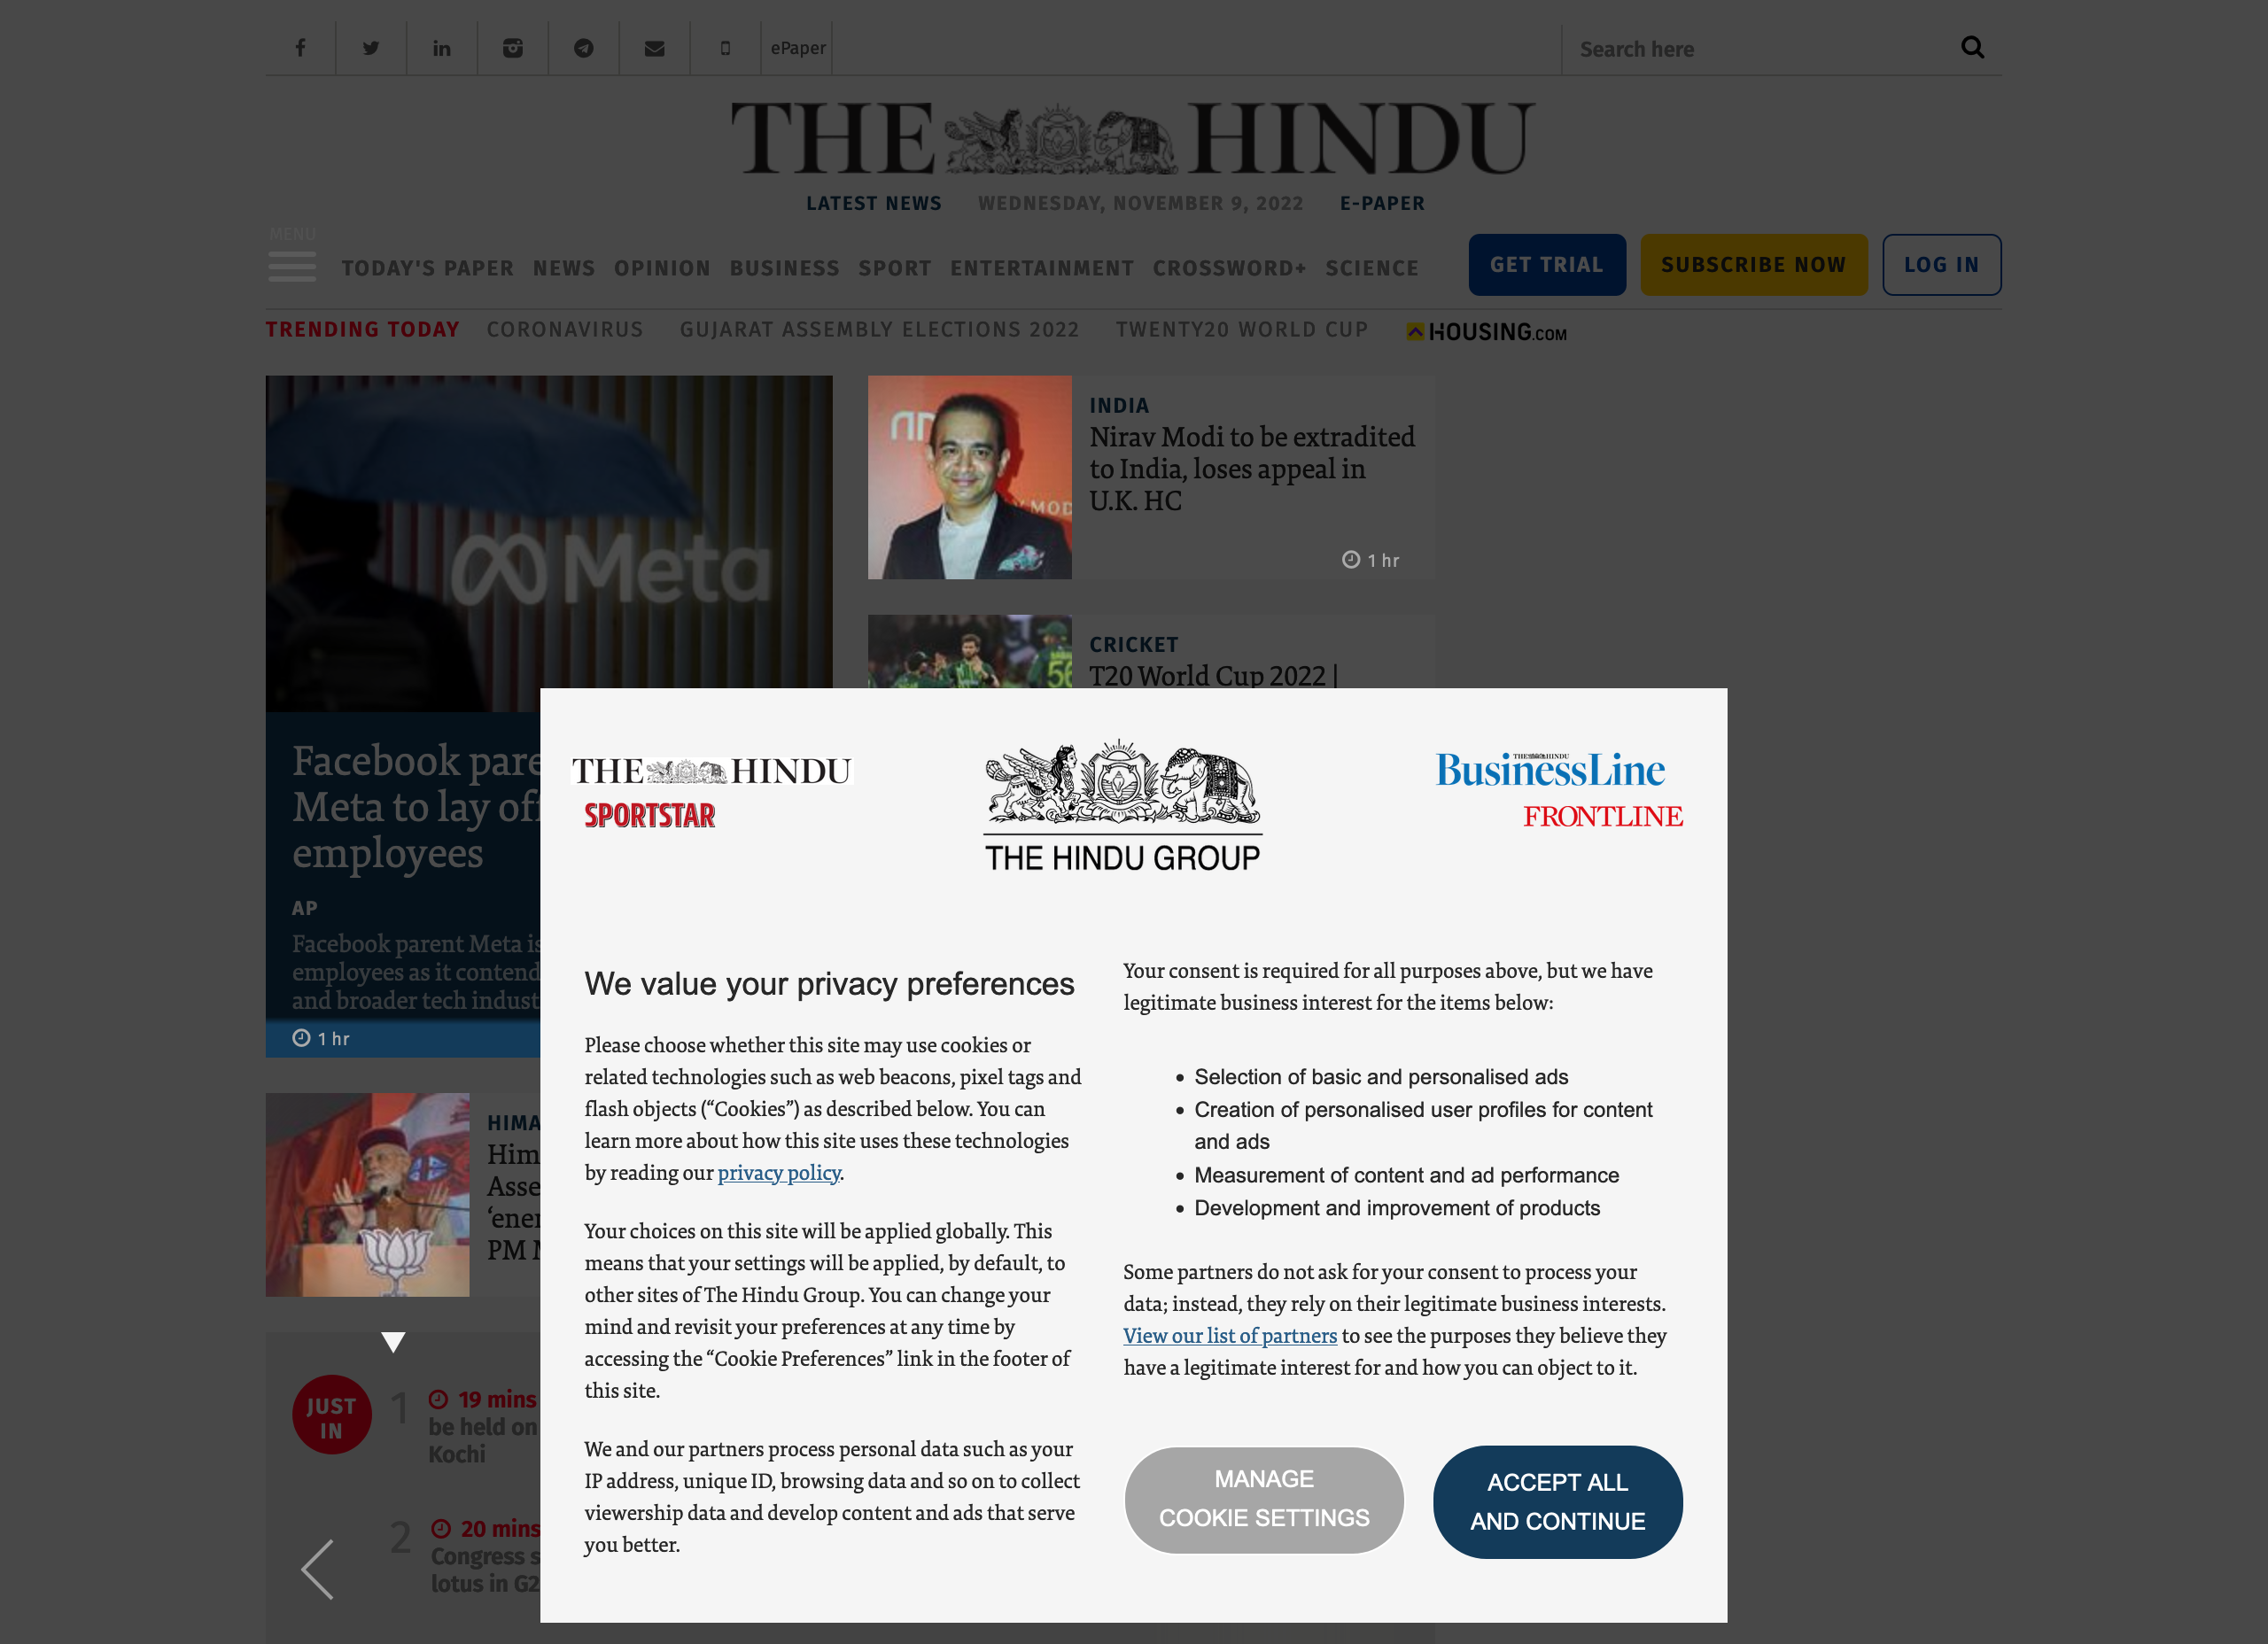 ePaper
Search here
THE HINDU
LATEST NEWS WEDNESDAY, NOVEMBER 9, 2022 E-PAPER
MENU
TODAY'S PAPER NEWS OPINION BUSINESS SPORT ENTERTAINMENT CROSSWORD+ SCIENCE
GET TRIAL
SUBSCRIBE NOW
LOG IN
TRENDING TODAY CORONAVIRUS GUJARAT ASSEMBLY ELECTIONS 2022 TWENTY20 WORLD CUP HOUSING.COM
Meta
INDIA
Nirav Modi to be extradited
to India, loses appeal in
U.K. HC
1 hr
CRICKET
T20 World Cup 2022 |
Facebook pare
Meta to lay off
employees
AP
Facebook parent Meta is
employees as it contend
and broader tech indust
1 hr
HIMA
Him
Asse
‘ener
PM M
JUST
IN
1 19 mins
be held on
Kochi
2 20 mins
Congress s
lotus in G2
THE HINDU
SPORTSTAR
THE HINDU GROUP
THE HINDU
BusinessLine
FRONTLINE
We value your privacy preferences
Please choose whether this site may use cookies or
related technologies such as web beacons, pixel tags and
flash objects (“Cookies”) as described below. You can
learn more about how this site uses these technologies
by reading our privacy policy.
Your choices on this site will be applied globally. This
means that your settings will be applied, by default, to
other sites of The Hindu Group. You can change your
mind and revisit your preferences at any time by
accessing the “Cookie Preferences” link in the footer of
this site.
We and our partners process personal data such as your
IP address, unique ID, browsing data and so on to collect
viewership data and develop content and ads that serve
you better.
Your consent is required for all purposes above, but we have
legitimate business interest for the items below:
• Selection of basic and personalised ads
• Creation of personalised user profiles for content
and ads
• Measurement of content and ad performance
• Development and improvement of products
Some partners do not ask for your consent to process your
data; instead, they rely on their legitimate business interests.
View our list of partners to see the purposes they believe they
have a legitimate interest for and how you can object to it.
MANAGE
COOKIE SETTINGS
ACCEPT ALL
AND CONTINUE